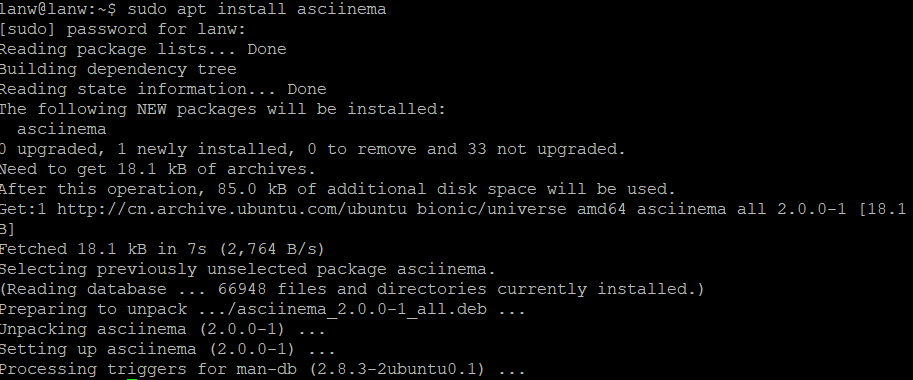 lanw@lanw:~$ sudo apt install asciinema
[sudo] password for lanw:
Reading package lists... Done
Building dependency tree
Reading state information... Done
The following NEW packages will be installed:
  asciinema
0 upgraded, 1 newly installed, 0 to remove and 33 not upgraded.
Need to get 18.1 kB of archives.
After this operation, 85.0 kB of additional disk space will be used.
Get:1 http://cn.archive.ubuntu.com/ubuntu bionic/universe amd64 asciinema all 2.0.0-1 [18.1
B]
Fetched 18.1 kB in 7s (2,764 B/s)
Selecting previously unselected package asciinema.
(Reading database ... 66948 files and directories currently installed.)
Preparing to unpack .../asciinema_2.0.0-1_all.deb ...
Unpacking asciinema (2.0.0-1) ...
Setting up asciinema (2.0.0-1) ...
Processing triggers for man-db (2.8.3-2ubuntu0.1) ...